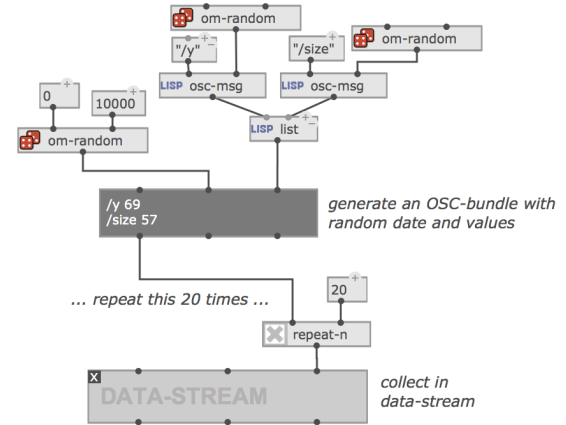 om-random
om-random
"/y"
"/size"
LISP osc-msg
LISP osc-msg
0
10000
LISP list
om-random
/y 69
/size 57
generate an OSC-bundle with
random date and values
... repeat this 20 times ...
20
repeat-n
X
DATA-STREAM
collect in
data-stream